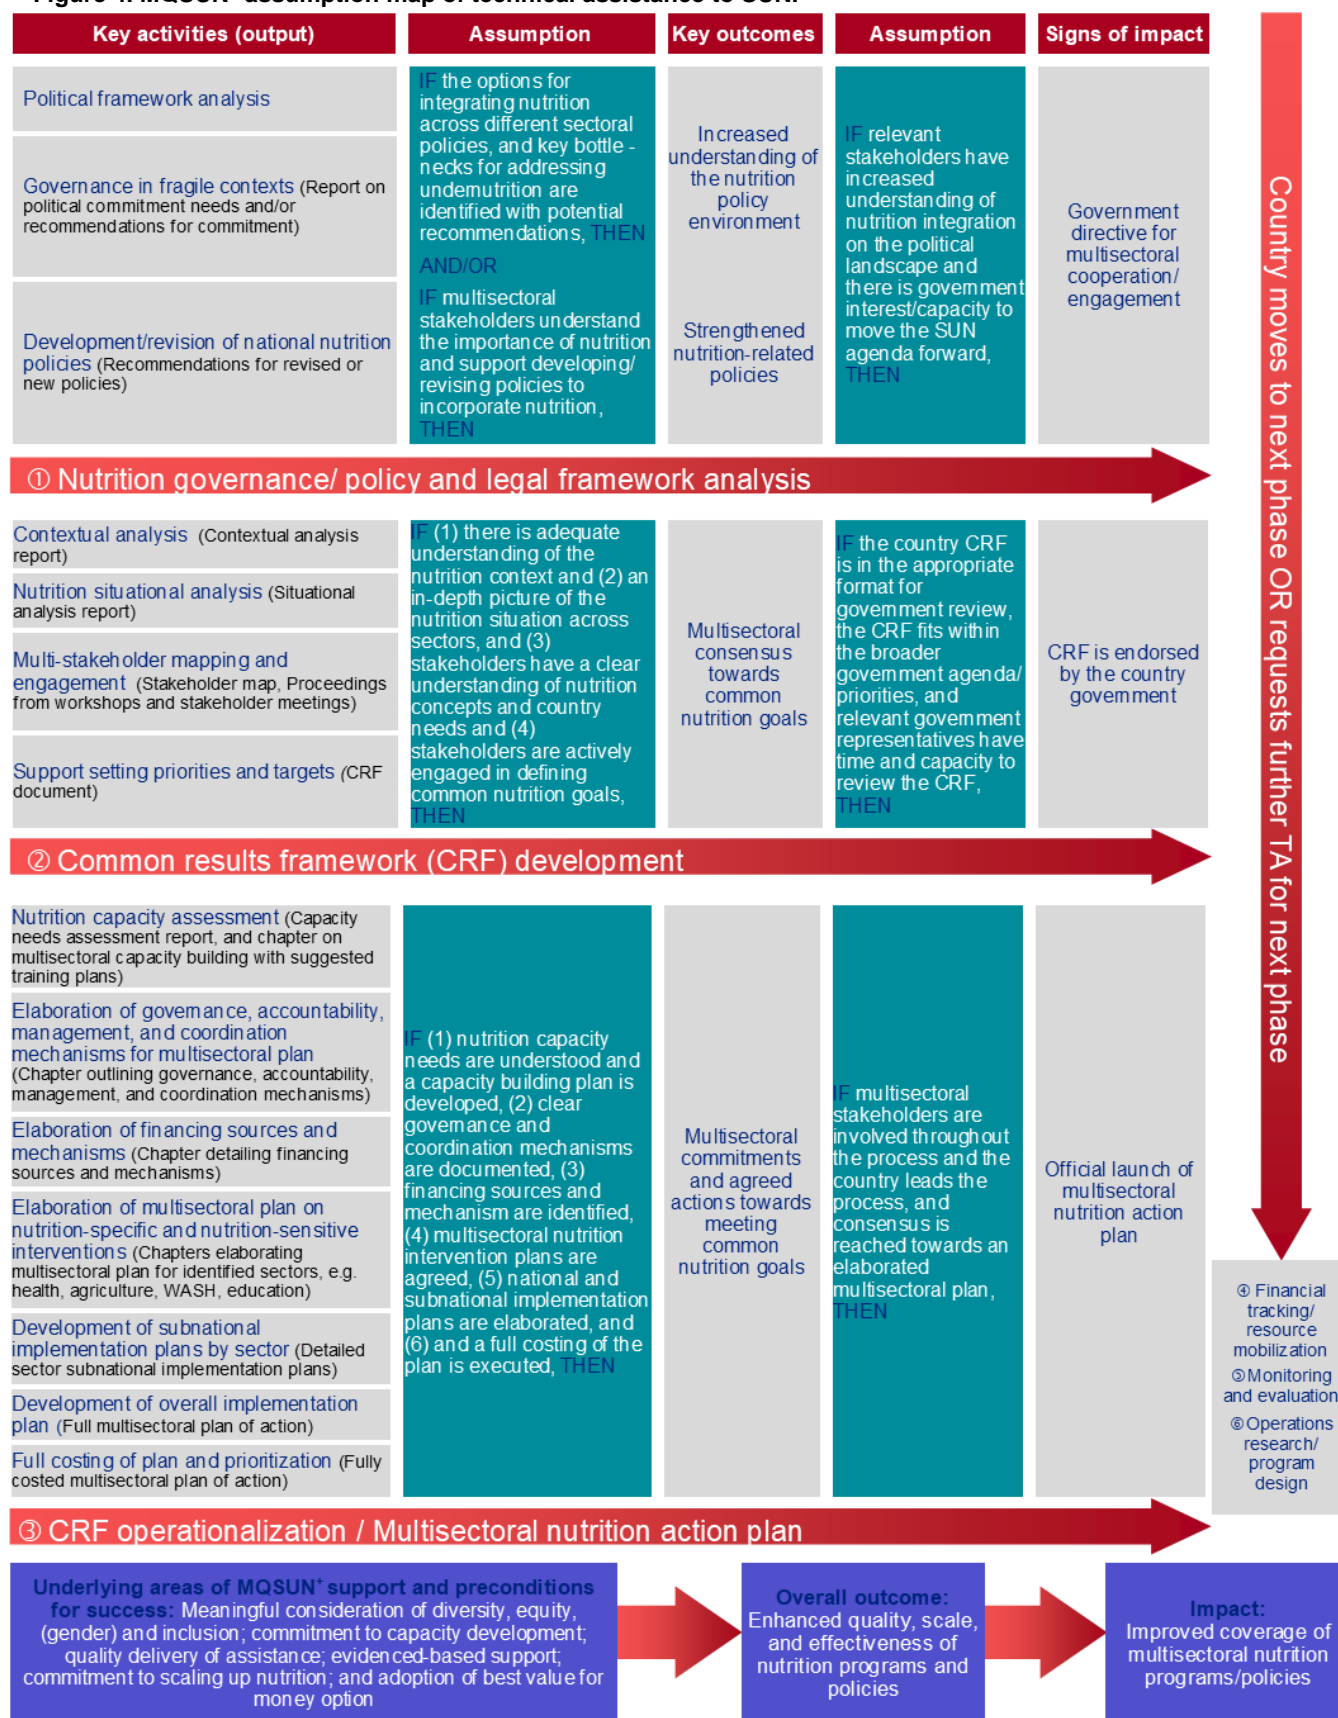 Figure 4. MQSUN+ assumption map of technical assistance to SUN.
Key activities (output)
Assumption
Key outcomes
Assumption
Signs of impact
Political framework analysis
Governance in fragile contexts (Report on
political commitment needs and/or
recommendations for commitment)
Development/revision of national nutrition
policies (Recommendations for revised or
new policies)
IF the options for
integrating nutrition
across different sectoral
policies, and key bottle -
necks for addressing
undernutrition are
identified with potential
recommendations, THEN
AND/OR
IF multisectoral
stakeholders understand
the importance of nutrition
and support developing/
revising policies to
incorporate nutrition,
THEN
Increased
understanding of
the nutrition
policy
environment
Strengthened
nutrition-related
policies
IF relevant
stakeholders have
increased
understanding of
nutrition integration
on the political
landscape and
there is government
interest/capacity to
move the SUN
agenda forward,
THEN
Government
directive for
multisectoral
cooperation/
engagement
① Nutrition governance/ policy and legal framework analysis
Contextual analysis (Contextual analysis
report)
Nutrition situational analysis (Situational
analysis report)
Multi-stakeholder mapping and
engagement (Stakeholder map, Proceedings
from workshops and stakeholder meetings)
Support setting priorities and targets (CRF
document)
IF (1) there is adequate
understanding of the
nutrition context and (2) an
in-depth picture of the
nutrition situation across
sectors, and (3)
stakeholders have a clear
understanding of nutrition
concepts and country
needs and (4)
stakeholders are actively
engaged in defining
common nutrition goals,
THEN
Multisectoral
consensus
towards
common
nutrition goals
IF the country CRF
is in the appropriate
format for
government review,
the CRF fits within
the broader
government agenda/
priorities, and
relevant government
representatives have
time and capacity to
review the CRF,
THEN
CRF is endorsed
by the country
government
② Common results framework (CRF) development
Nutrition capacity assessment (Capacity
needs assessment report, and chapter on
multisectoral capacity building with suggested
training plans)
Elaboration of governance, accountability,
management, and coordination
mechanisms for multisectoral plan
(Chapter outlining governance, accountability,
management, and coordination mechanisms)
Elaboration of financing sources and
mechanisms (Chapter detailing financing
sources and mechanisms)
Elaboration of multisectoral plan on
nutrition-specific and nutrition-sensitive
interventions (Chapters elaborating
multisectoral plan for identified sectors, e.g.
health, agriculture, WASH, education)
Development of subnational
implementation plans by sector (Detailed
sector subnational implementation plans)
Development of overall implementation
plan (Full multisectoral plan of action)
Full costing of plan and prioritization (Fully
costed multisectoral plan of action)
IF (1) nutrition capacity
needs are understood and
a capacity building plan is
developed, (2) clear
governance and
coordination mechanisms
are documented, (3)
financing sources and
mechanism are identified,
(4) multisectoral nutrition
intervention plans are
agreed, (5) national and
subnational implementation
plans are elaborated, and
(6) and a full costing of the
plan is executed, THEN
Multisectoral
commitments
and agreed
actions towards
meeting
common
nutrition goals
IF multisectoral
stakeholders are
involved throughout
the process and the
country leads the
process, and
consensus is
reached towards an
elaborated
multisectoral plan,
THEN
Official launch of
multisectoral
nutrition action
plan
③ CRF operationalization / Multisectoral nutrition action plan
Country moves to next phase OR requests further TA for next phase
④ Financial
tracking/
resource
mobilization
⑤ Monitoring
and evaluation
⑥ Operations
research/
program
design
Underlying areas of MQSUN+ support and preconditions
for success: Meaningful consideration of diversity, equity,
(gender) and inclusion; commitment to capacity development;
quality delivery of assistance; evidenced-based support;
commitment to scaling up nutrition; and adoption of best value for
money option
Overall outcome:
Enhanced quality, scale,
and effectiveness of
nutrition programs and
policies
Impact:
Improved coverage of
multisectoral nutrition
programs/policies